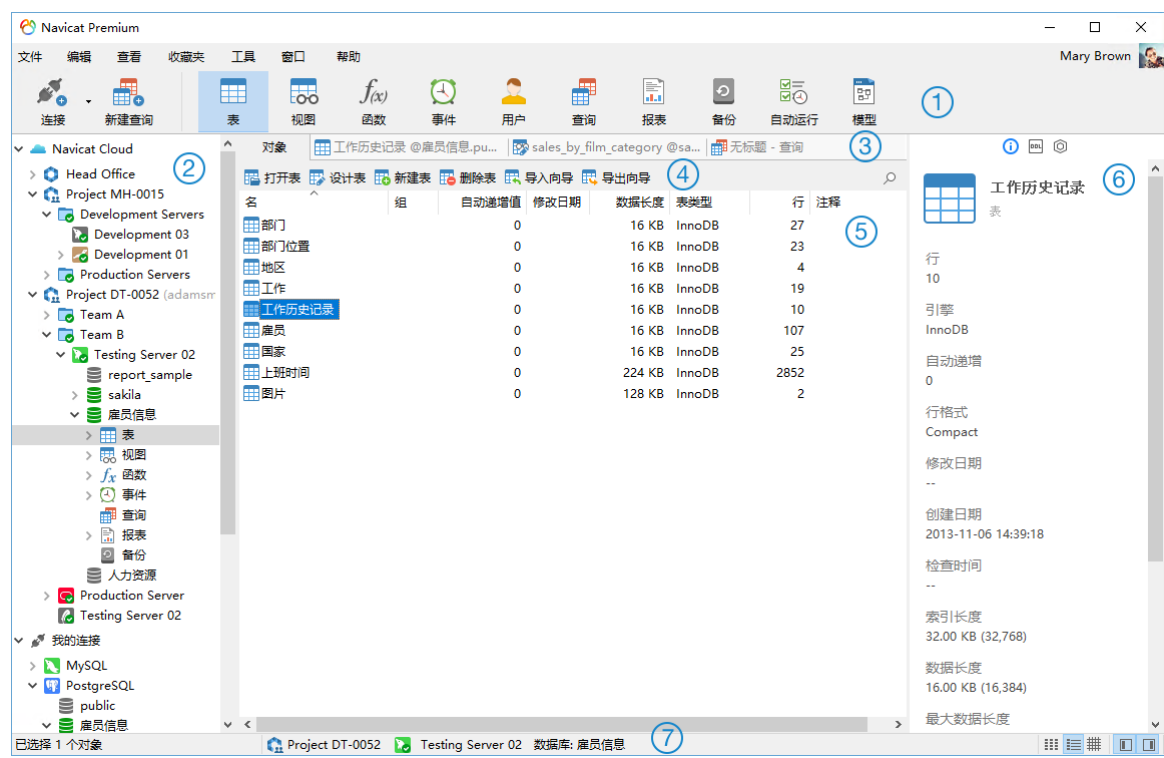 Navicat Premium
文件 编辑 查看 收藏夹 工具 窗口 帮助 Mary Brown
连接 新建查询 表 视图 函数 事件 用户 查询 报表 备份 自动运行 模型 ①
Navicat Cloud
②
Head Office
Project MH-0015
Development Servers
Development 03
Development 01
Production Servers
Project DT-0052 (adamsm
Team A
Team B
Testing Server 02
report_sample
sakila
雇员信息
表
视图
函数
事件
查询
报表
备份
人力资源
Production Server
Testing Server 02
我的连接
MySQL
PostgreSQL
public
雇员信息
对象 工作历史记录 @雇员信息.pu... sales_by_film_category @sa... 无标题 - 查询 ③
打开表 设计表 新建表 删除表 导入向导 导出向导 ④
名 组 自动递增值 修改日期 数据长度 表类型 行 注释
部门 0 16 KB InnoDB 27
⑤
部门位置 0 16 KB InnoDB 23
地区 0 16 KB InnoDB 4
工作 0 16 KB InnoDB 19
工作历史记录 0 16 KB InnoDB 10
雇员 0 16 KB InnoDB 107
国家 0 16 KB InnoDB 25
上班时间 0 224 KB InnoDB 2852
图片 0 128 KB InnoDB 2
DDL
工作历史记录 ⑥
表
行
10
引擎
InnoDB
自动递增
0
行格式
Compact
修改日期
--
创建日期
2013-11-06 14:39:18
检查时间
--
索引长度
32.00 KB (32,768)
数据长度
16.00 KB (16,384)
最大数据长度
已选择 1 个对象 Project DT-0052 Testing Server 02 数据库: 雇员信息 ⑦